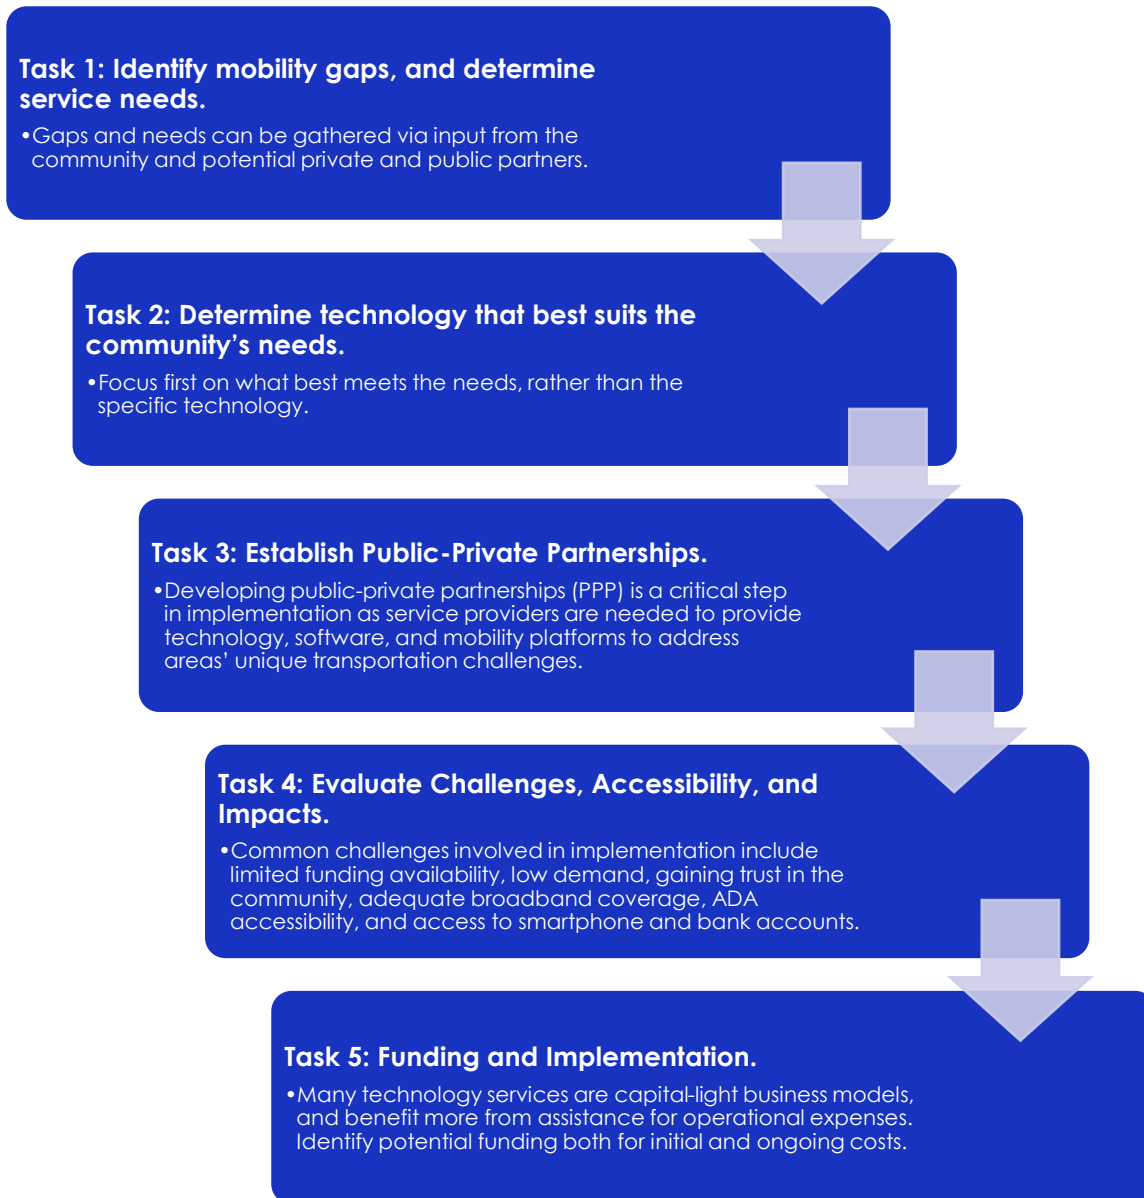 Task 1: Identify mobility gaps, and determine
service needs.
•Gaps and needs can be gathered via input from the
community and potential private and public partners.
Task 2: Determine technology that best suits the
community’s needs.
•Focus first on what best meets the needs, rather than the
specific technology.
Task 3: Establish Public-Private Partnerships.
•Developing public-private partnerships (PPP) is a critical step
in implementation as service providers are needed to provide
technology, software, and mobility platforms to address
areas’ unique transportation challenges.
Task 4: Evaluate Challenges, Accessibility, and
Impacts.
•Common challenges involved in implementation include
limited funding availability, low demand, gaining trust in the
community, adequate broadband coverage, ADA
accessibility, and access to smartphone and bank accounts.
Task 5: Funding and Implementation.
•Many technology services are capital-light business models,
and benefit more from assistance for operational expenses.
Identify potential funding both for initial and ongoing costs.